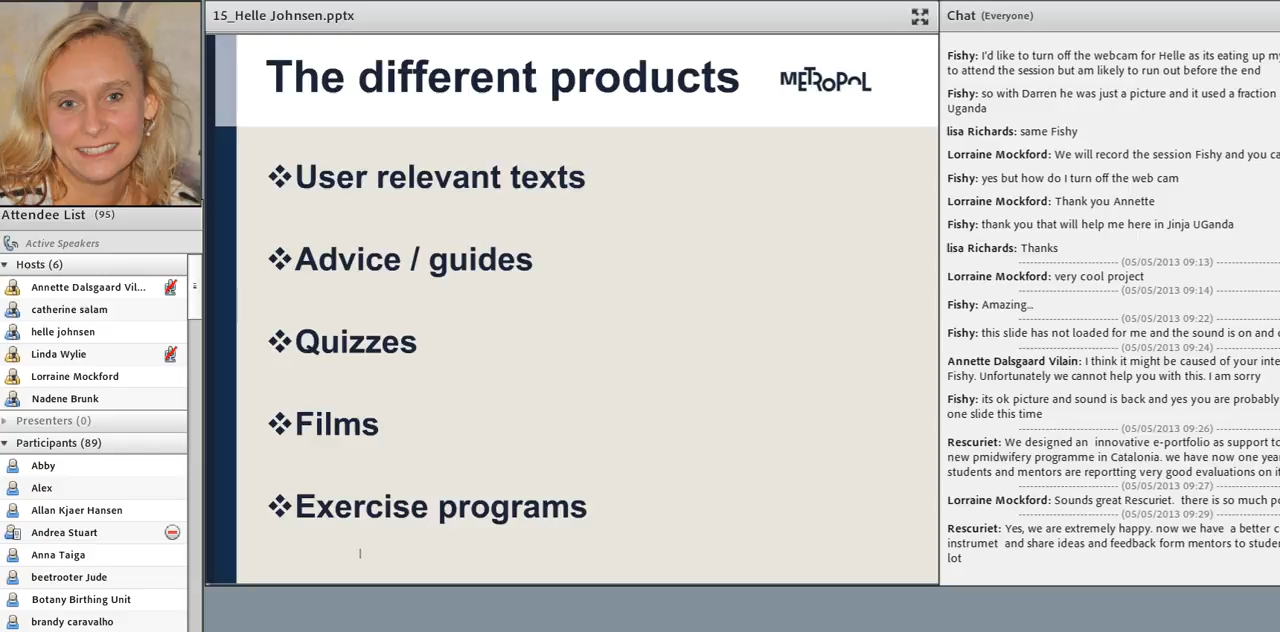 15_Helle Johnsen.pptx
The different products
METROPOL
❖User relevant texts
❖Advice / guides
❖Quizzes
❖Films
❖Exercise programs
Attendee List (95)
Active Speakers
Hosts (6)
Annette Dalsgaard Vil...
catherine salam
helle johnsen
Linda Wylie
Lorraine Mockford
Nadene Brunk
Presenters (0)
Participants (89)
Abby
Alex
Allan Kjaer Hansen
Andrea Stuart
Anna Taiga
beetrooter Jude
Botany Birthing Unit
brandy caravalho
Chat (Everyone)
Fishy: I'd like to turn off the webcam for Helle as its eating up my
to attend the session but am likely to run out before the end
Fishy: so with Darren he was just a picture and it used a fraction
Uganda
lisa Richards: same Fishy
Lorraine Mockford: We will record the session Fishy and you ca
Fishy: yes but how do I turn off the web cam
Lorraine Mockford: Thank you Annette
Fishy: thank you that will help me here in Jinja UGanda
lisa Richards: Thanks
(05/05/2013 09:13)
Lorraine Mockford: very cool project
(05/05/2013 09:14)
Fishy: Amazing...
(05/05/2013 09:22)
Fishy: this slide has not loaded for me and the sound is on and
(05/05/2013 09:24)
Annette Dalsgaard Vilain: I think it might be caused of your inte
Fishy. Unfortunately we cannot help you with this. I am sorry
Fishy: its ok picture and sound is back and yes you are probably
one slide this time
(05/05/2013 09:26)
Rescuriet: We designed an innovative e-portfolio as support to
new pmidwifery programme in Catalonia. we have now one yea
students and mentors are reportting very good evaluations on it
(05/05/2013 09:27)
Lorraine Mockford: Sounds great Rescuriet. there is so much po
(05/05/2013 09:29)
Rescuriet: Yes, we are extremely happy. now we have a better c
instrumet and share ideas and feedback form mentors to studen
lot